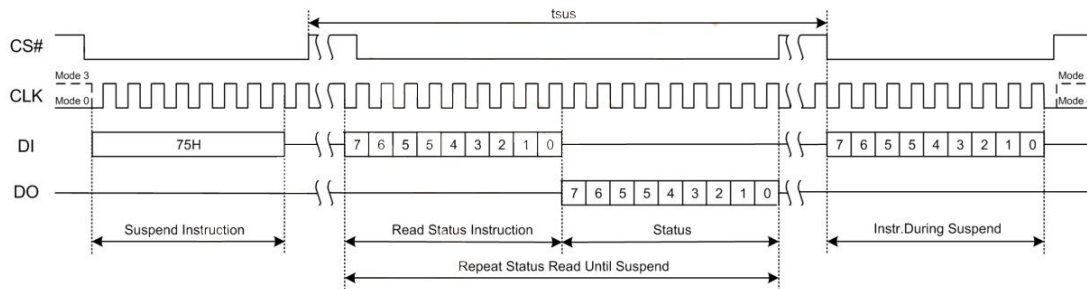 tsus
CS#
Mode 3
CLK
Mode 0
Mode
Mode
DI 75H 7 6 5 5 4 3 2 1 0 7 6 5 5 4 3 2 1 0
DO 7 6 5 5 4 3 2 1 0
Suspend Instruction Read Status Instruction Status Instr.During Suspend
Repeat Status Read Until Suspend